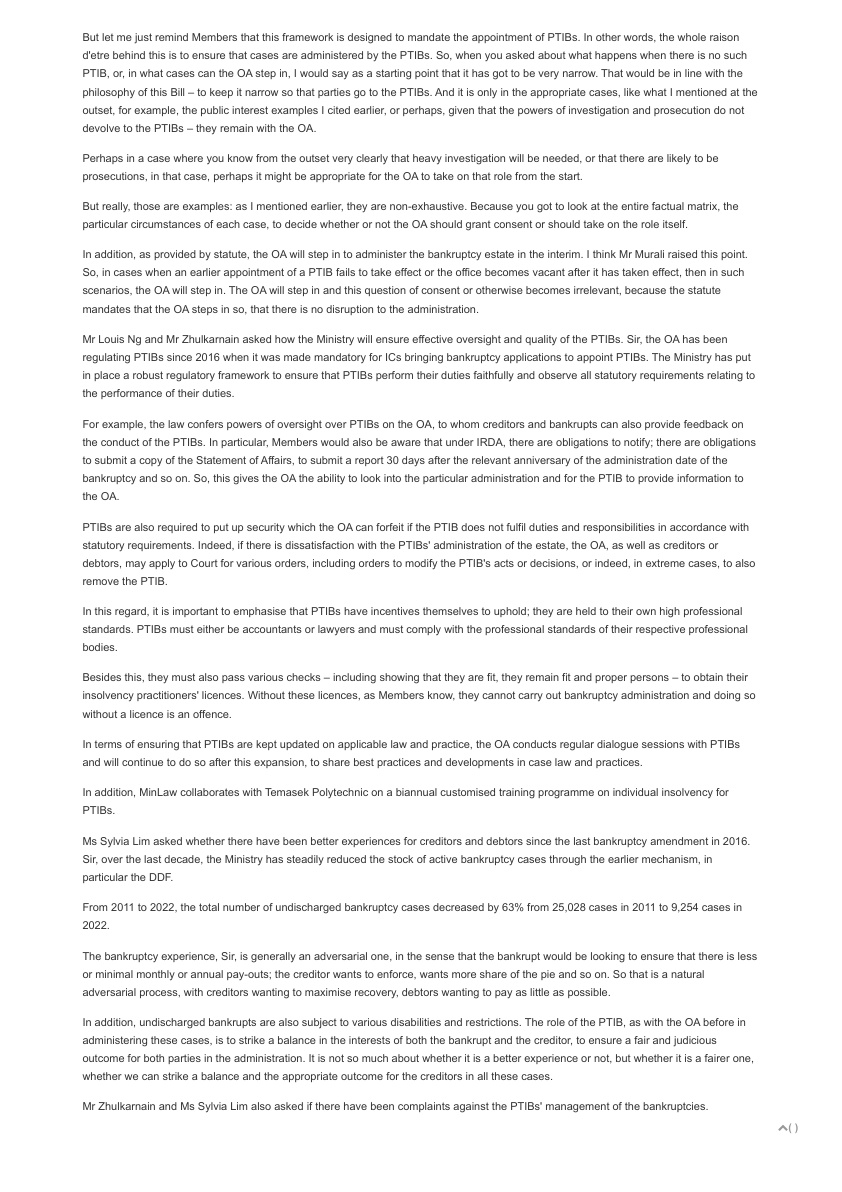 But let me just remind Members that this framework is designed to mandate the appointment of PTIBs. In other words, the whole raison
d'etre behind this is to ensure that cases are administered by the PTIBs. So, when you asked about what happens when there is no such
PTIB, or, in what cases can the OA step in, I would say as a starting point that it has got to be very narrow. That would be in line with the
philosophy of this Bill – to keep it narrow so that parties go to the PTIBs. And it is only in the appropriate cases, like what I mentioned at the
outset, for example, the public interest examples I cited earlier, or perhaps, given that the powers of investigation and prosecution do not
devolve to the PTIBs – they remain with the OA.
Perhaps in a case where you know from the outset very clearly that heavy investigation will be needed, or that there are likely to be
prosecutions, in that case, perhaps it might be appropriate for the OA to take on that role from the start.
But really, those are examples: as I mentioned earlier, they are non-exhaustive. Because you got to look at the entire factual matrix, the
particular circumstances of each case, to decide whether or not the OA should grant consent or should take on the role itself.
In addition, as provided by statute, the OA will step in to administer the bankruptcy estate in the interim. I think Mr Murali raised this point.
So, in cases when an earlier appointment of a PTIB fails to take effect or the office becomes vacant after it has taken effect, then in such
scenarios, the OA will step in. The OA will step in and this question of consent or otherwise becomes irrelevant, because the statute
mandates that the OA steps in so, that there is no disruption to the administration.
Mr Louis Ng and Mr Zhulkarnain asked how the Ministry will ensure effective oversight and quality of the PTIBs. Sir, the OA has been
regulating PTIBs since 2016 when it was made mandatory for ICs bringing bankruptcy applications to appoint PTIBs. The Ministry has put
in place a robust regulatory framework to ensure that PTIBs perform their duties faithfully and observe all statutory requirements relating to
the performance of their duties.
For example, the law confers powers of oversight over PTIBs on the OA, to whom creditors and bankrupts can also provide feedback on
the conduct of the PTIBs. In particular, Members would also be aware that under IRDA, there are obligations to notify; there are obligations
to submit a copy of the Statement of Affairs, to submit a report 30 days after the relevant anniversary of the administration date of the
bankruptcy and so on. So, this gives the OA the ability to look into the particular administration and for the PTIB to provide information to
the OA.
PTIBs are also required to put up security which the OA can forfeit if the PTIB does not fulfil duties and responsibilities in accordance with
statutory requirements. Indeed, if there is dissatisfaction with the PTIBs' administration of the estate, the OA, as well as creditors or
debtors, may apply to Court for various orders, including orders to modify the PTIB's acts or decisions, or indeed, in extreme cases, to also
remove the PTIB.
In this regard, it is important to emphasise that PTIBs have incentives themselves to uphold; they are held to their own high professional
standards. PTIBs must either be accountants or lawyers and must comply with the professional standards of their respective professional
bodies.
Besides this, they must also pass various checks – including showing that they are fit, they remain fit and proper persons – to obtain their
insolvency practitioners' licences. Without these licences, as Members know, they cannot carry out bankruptcy administration and doing so
without a licence is an offence.
In terms of ensuring that PTIBs are kept updated on applicable law and practice, the OA conducts regular dialogue sessions with PTIBs
and will continue to do so after this expansion, to share best practices and developments in case law and practices.
In addition, MinLaw collaborates with Temasek Polytechnic on a biannual customised training programme on individual insolvency for
PTIBs.
Ms Sylvia Lim asked whether there have been better experiences for creditors and debtors since the last bankruptcy amendment in 2016.
Sir, over the last decade, the Ministry has steadily reduced the stock of active bankruptcy cases through the earlier mechanism, in
particular the DDF.
From 2011 to 2022, the total number of undischarged bankruptcy cases decreased by 63% from 25,028 cases in 2011 to 9,254 cases in
2022.
The bankruptcy experience, Sir, is generally an adversarial one, in the sense that the bankrupt would be looking to ensure that there is less
or minimal monthly or annual pay-outs; the creditor wants to enforce, wants more share of the pie and so on. So that is a natural
adversarial process, with creditors wanting to maximise recovery, debtors wanting to pay as little as possible.
In addition, undischarged bankrupts are also subject to various disabilities and restrictions. The role of the PTIB, as with the OA before in
administering these cases, is to strike a balance in the interests of both the bankrupt and the creditor, to ensure a fair and judicious
outcome for both parties in the administration. It is not so much about whether it is a better experience or not, but whether it is a fairer one,
whether we can strike a balance and the appropriate outcome for the creditors in all these cases.
Mr Zhulkarnain and Ms Sylvia Lim also asked if there have been complaints against the PTIBs' management of the bankruptcies.
( )